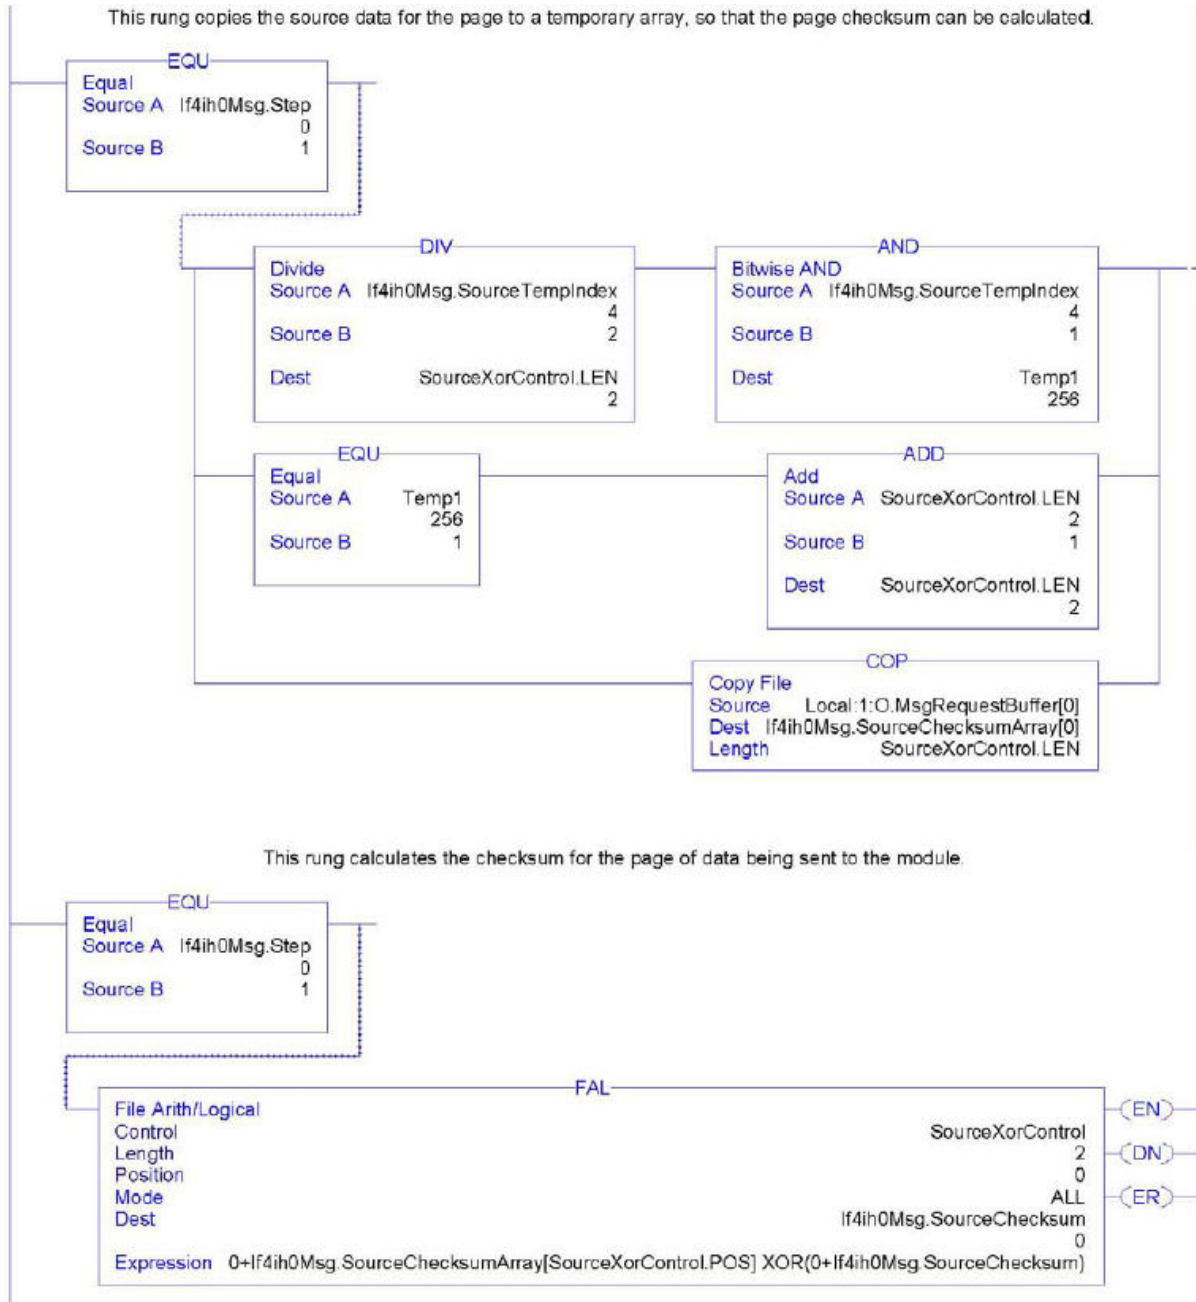 This rung copies the source data for the page to a temporary array, so that the page checksum can be calculated.
EQU
Equal
Source A If4ih0Msg.Step
0
Source B 1
DIV
Divide
Source A If4ih0Msg.SourceTempIndex
4
Source B 2
Dest SourceXorControl.LEN
2
AND
Bitwise AND
Source A If4ih0Msg.SourceTempIndex
4
Source B 1
Dest Temp1
256
EQU
Equal
Source A Temp1
256
Source B 1
ADD
Add
Source A SourceXorControl.LEN
2
Source B 1
Dest SourceXorControl.LEN
2
COP
Copy File
Source Local:1:O.MsgRequestBuffer[0]
Dest If4ih0Msg.SourceChecksumArray[0]
Length SourceXorControl.LEN
This rung calculates the checksum for the page of data being sent to the module.
EQU
Equal
Source A If4ih0Msg.Step
0
Source B 1
FAL
File Arith/Logical
Control SourceXorControl
Length 2
Position 0
Mode ALL
Dest If4ih0Msg.SourceChecksum
0
Expression 0+If4ih0Msg.SourceChecksumArray[SourceXorControl.POS] XOR(0+If4ih0Msg.SourceChecksum)
EN
DN
ER